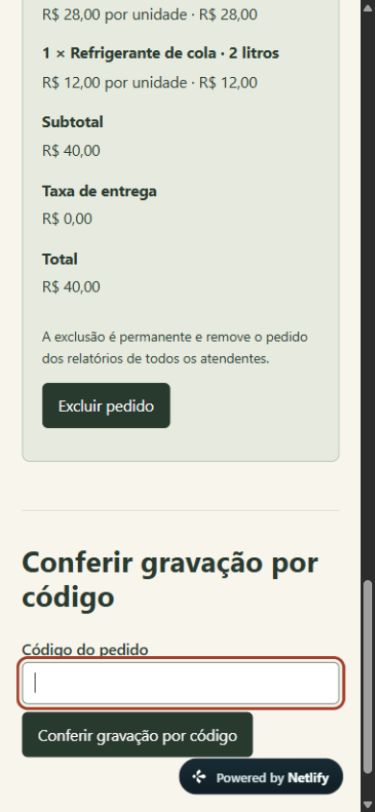 R$ 28,00 por unidade · R$ 28,00
1 × Refrigerante de cola · 2 litros
R$ 12,00 por unidade · R$ 12,00
Subtotal
R$ 40,00
Taxa de entrega
R$ 0,00
Total
R$ 40,00
A exclusão é permanente e remove o pedido
dos relatórios de todos os atendentes.
Excluir pedido
Conferir gravação por
código
Código do pedido
Conferir gravação por código
Powered by Netlify